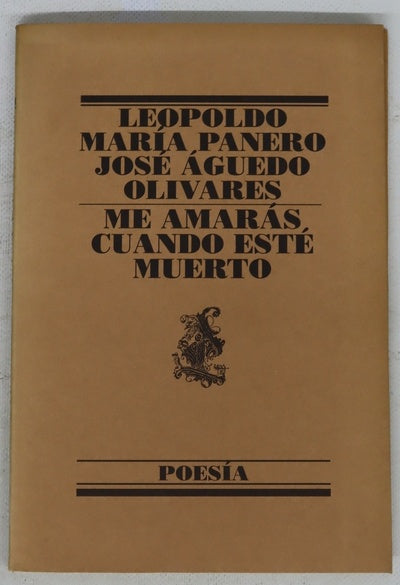 LEOPOLDO
MARÍA PANERO
JOSÉ ÁGUEDO
OLIVARES
ME AMARÁS
CUANDO ESTÉ
MUERTO
POESÍA